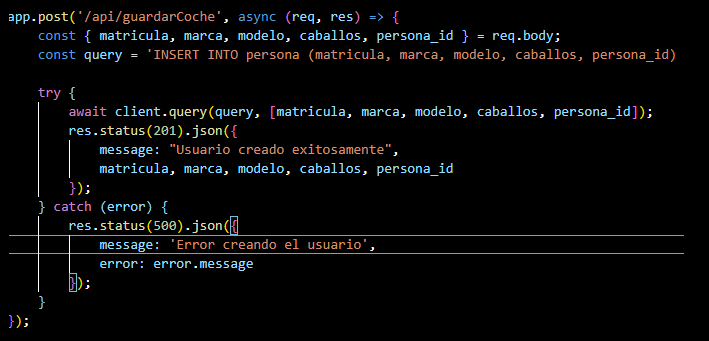 app.post('/api/guardarCoche', async (req, res) => {
    const { matricula, marca, modelo, caballos, persona_id } = req.body;
    const query = 'INSERT INTO persona (matricula, marca, modelo, caballos, persona_id)
    try {
        await client.query(query, [matricula, marca, modelo, caballos, persona_id]);
        res.status(201).json({
            message: "Usuario creado exitosamente",
            matricula, marca, modelo, caballos, persona_id
        });
    } catch (error) {
        res.status(500).json({
            message: 'Error creando el usuario',
            error: error.message
        });
    }
});